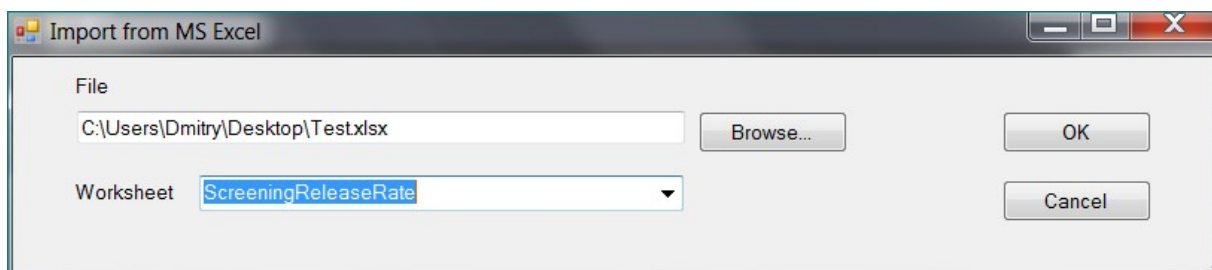 Import from MS Excel
File
C:\Users\Dmitry\Desktop\Test.xlsx
Browse...
OK
Worksheet
ScreeningReleaseRate
Cancel